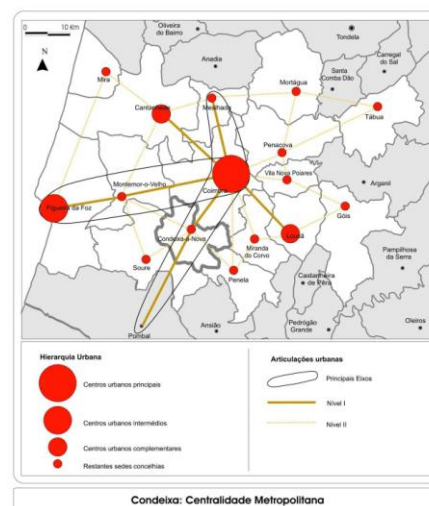 0 10 Km
N
Oliveira
do Bairro
Tondela
Anadia
Carregal
do Sal
Mortágua
Santa
Comba Dão
Mira
Cantanhede
Mealhada
Tábua
Penacova
Coimbra
Vila Nova Poiares
Arganil
Montemor-o-Velho
Figueira da Foz
Góis
Lousã
Condeixa-a-Nova
Miranda
do Corvo
Pampilhosa
da Serra
Soure
Penela
Castanheira
de Pêra
Pombal
Ansião
Pedrógão
Grande
Oleiros
Hierarquia Urbana
Centros urbanos principais
Centros urbanos intermédios
Centros urbanos complementares
Restantes sedes concelhias
Articulações urbanas
Principais Eixos
Nível I
Nível II
Condeixa: Centralidade Metropolitana